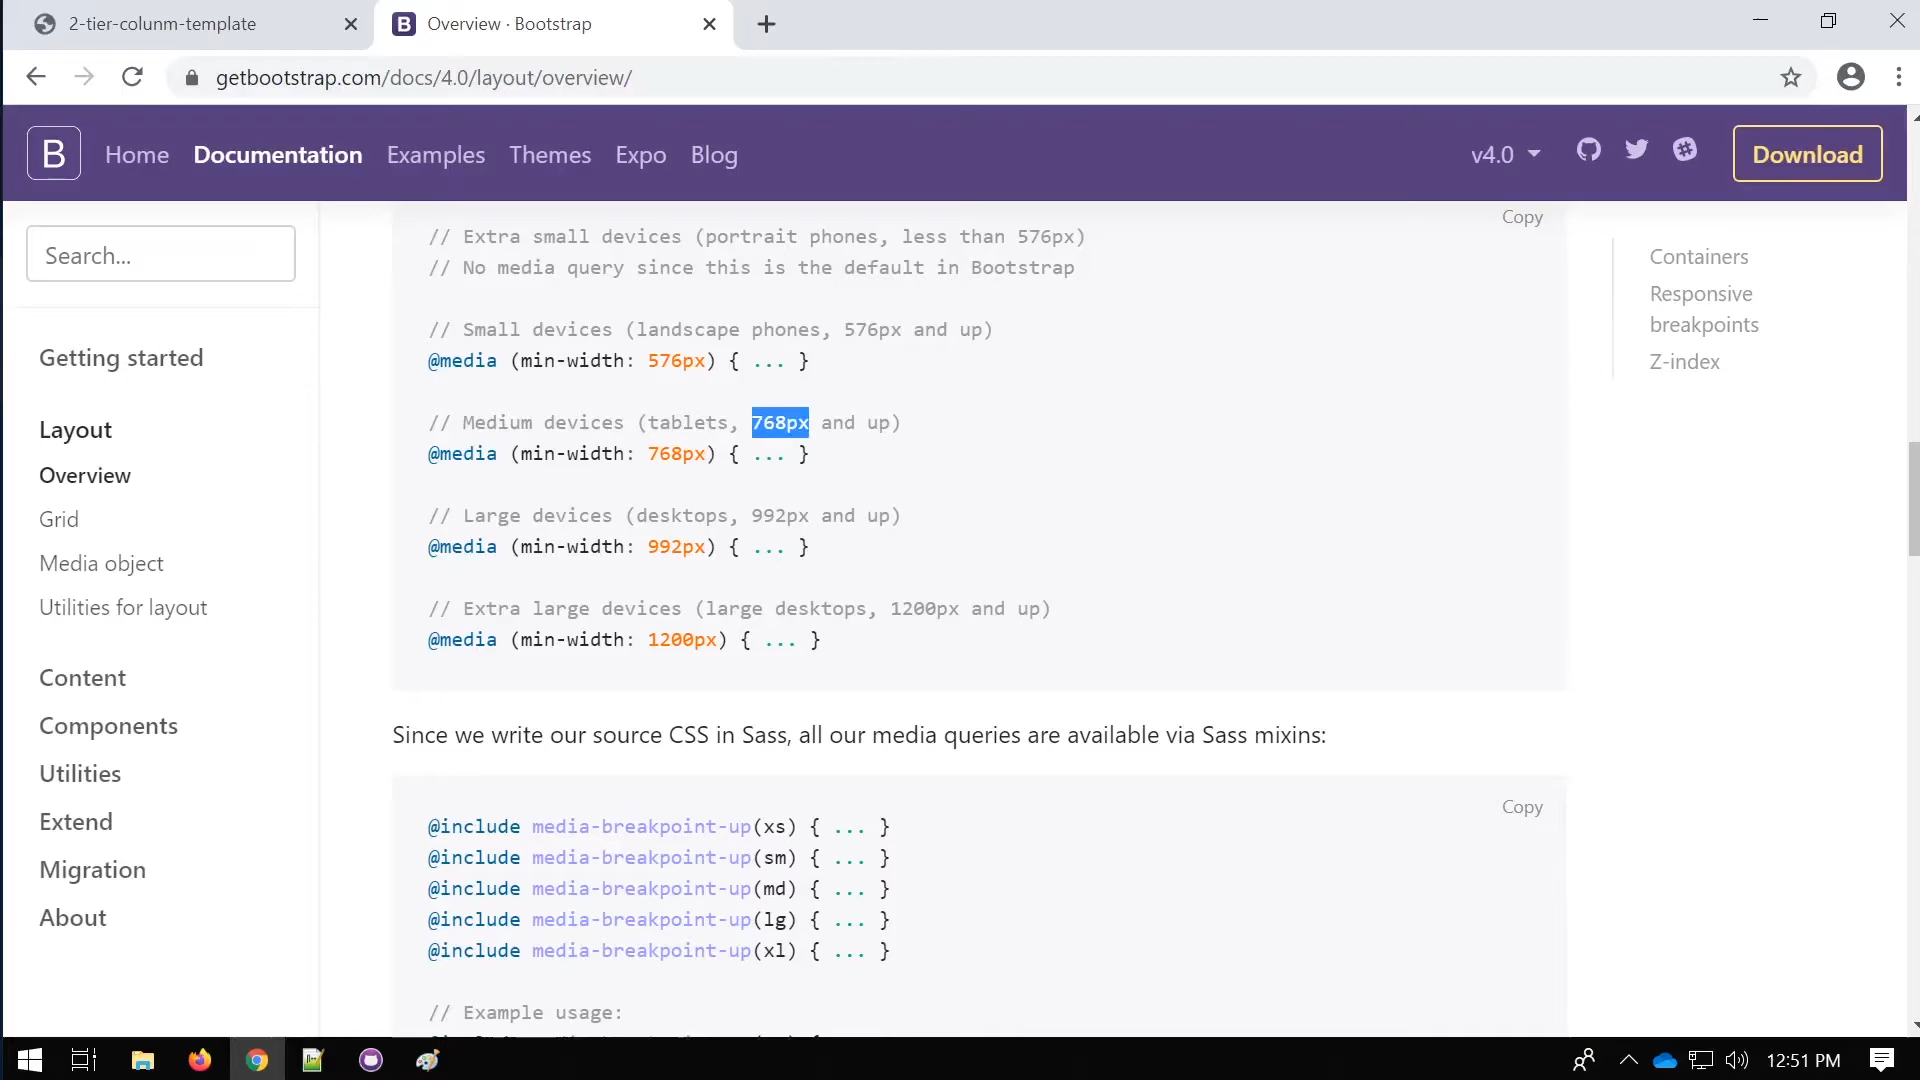 2-tier-colunm-template
B Overview · Bootstrap
getbootstrap.com/docs/4.0/layout/overview/
B Home Documentation Examples Themes Expo Blog v4.0 Download
Search...
Getting started
Layout
Overview
Grid
Media object
Utilities for layout
Content
Components
Utilities
Extend
Migration
About
Copy
// Extra small devices (portrait phones, less than 576px)
// No media query since this is the default in Bootstrap
// Small devices (landscape phones, 576px and up)
@media (min-width: 576px) { ... }
// Medium devices (tablets, 768px and up)
@media (min-width: 768px) { ... }
// Large devices (desktops, 992px and up)
@media (min-width: 992px) { ... }
// Extra large devices (large desktops, 1200px and up)
@media (min-width: 1200px) { ... }
Since we write our source CSS in Sass, all our media queries are available via Sass mixins:
Copy
@include media-breakpoint-up(xs) { ... }
@include media-breakpoint-up(sm) { ... }
@include media-breakpoint-up(md) { ... }
@include media-breakpoint-up(lg) { ... }
@include media-breakpoint-up(xl) { ... }
// Example usage:
Containers
Responsive
breakpoints
Z-index
12:51 PM